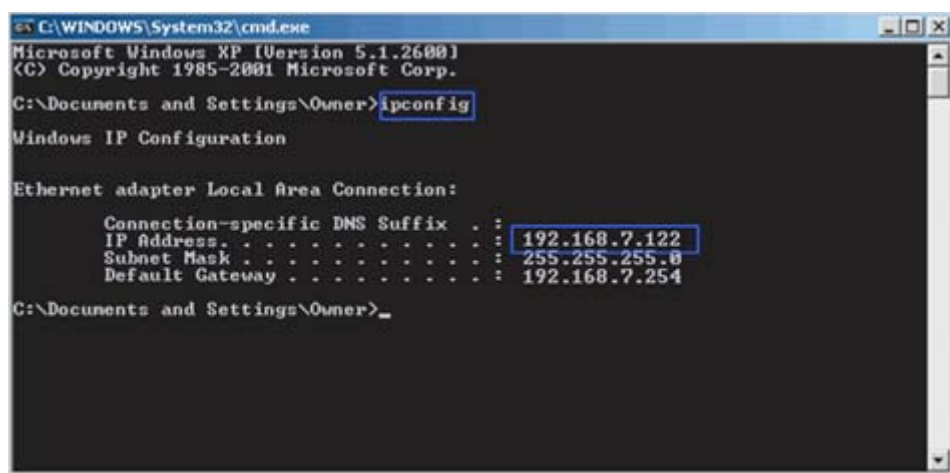 C:\WINDOWS\System32\cmd.exe
Microsoft Windows XP [Version 5.1.2600]
(C) Copyright 1985-2001 Microsoft Corp.
C:\Documents and Settings\Owner>ipconfig
Windows IP Configuration
Ethernet adapter Local Area Connection:
Connection-specific DNS Suffix . :
IP Address. . . . . . . . . . . . : 192.168.7.122
Subnet Mask . . . . . . . . . . . : 255.255.255.0
Default Gateway . . . . . . . . . : 192.168.7.254
C:\Documents and Settings\Owner>_